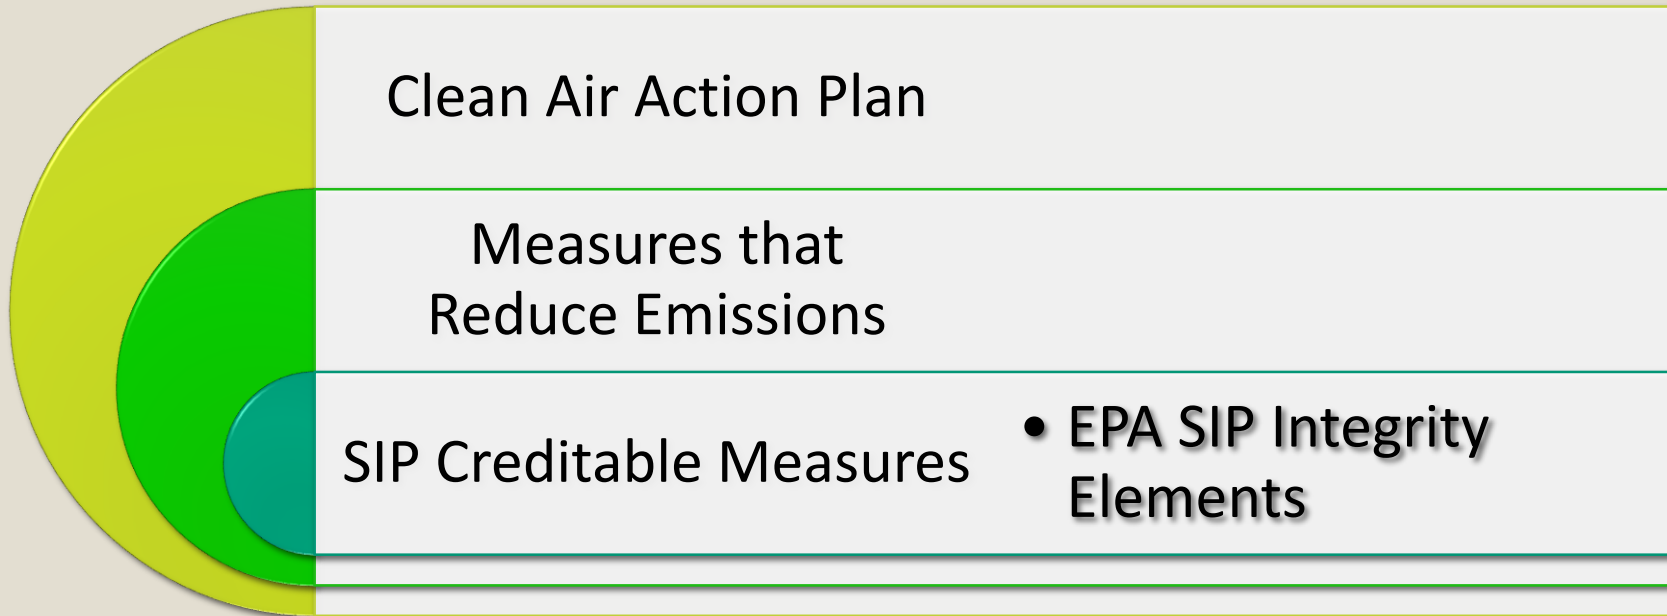 Clean Air Action Plan
Measures that
Reduce Emissions
SIP Creditable Measures
• EPA SIP Integrity
Elements